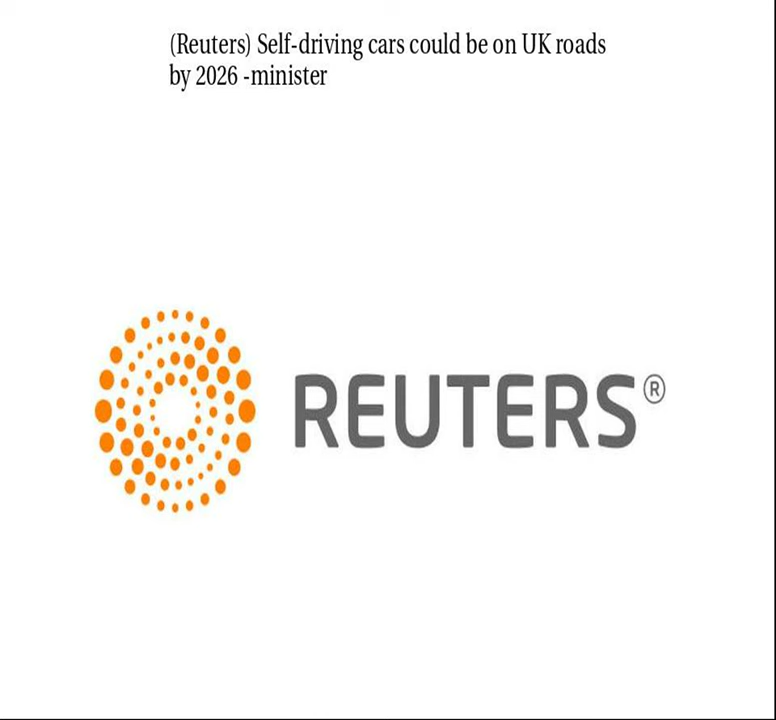 (Reuters) Self-driving cars could be on UK roads
by 2026 -minister
REUTERS®